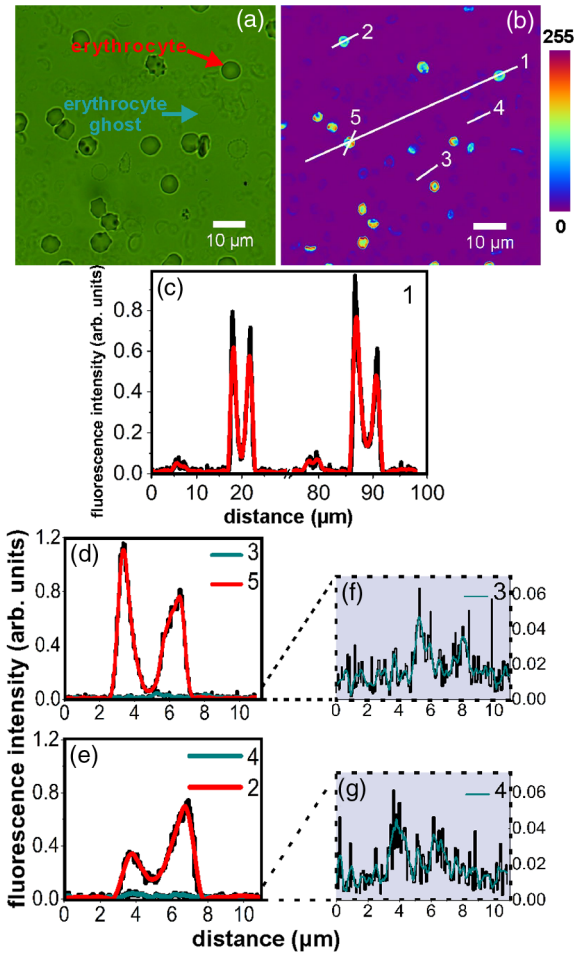 (a)
erythrocyte
erythrocyte
ghost
10 µm
(b)
2
1
4
5
3
10 µm
255
0
(c)
1
fluorescence intensity (arb. units)
0.8
0.6
0.4
0.2
0.0
0 20 40 80 90 100
distance (µm)
fluorescence intensity (arb. units)
(d)
3
5
1.2
0.8
0.4
0.0
0 2 4 6 8 10
(f)
3
0.06
0.04
0.02
0.00
0 2 4 6 8 10
(e)
4
2
1.2
0.8
0.4
0.0
0 2 4 6 8 10
(g)
4
0.06
0.04
0.02
0.00
0 2 4 6 8 10
distance (µm)